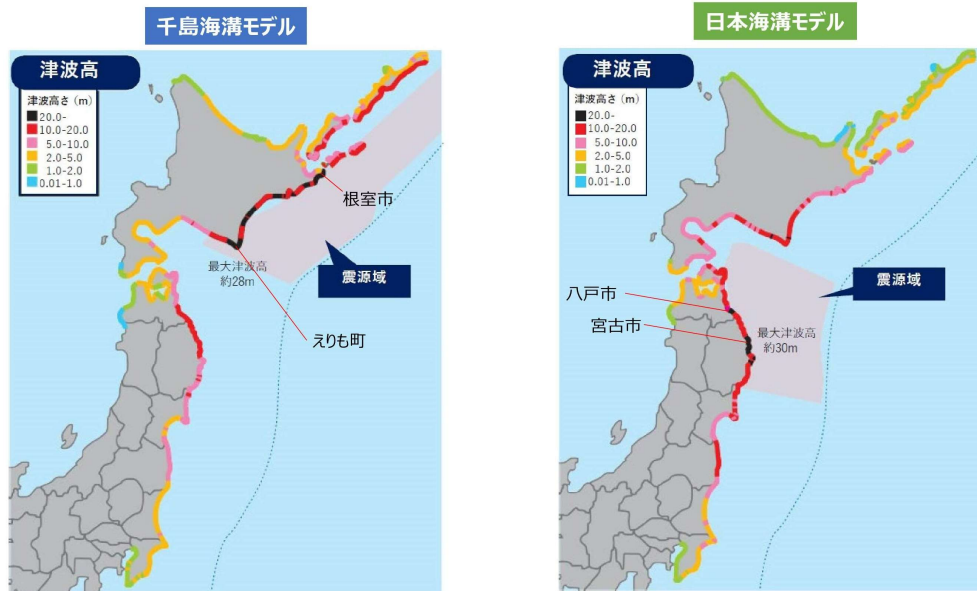 千島海溝モデル
津波高
津波高さ (m)
20.0-
10.0-20.0
5.0-10.0
2.0-5.0
1.0-2.0
0.01-1.0
根室市
最大津波高
約28m
震源域
えりも町
日本海溝モデル
津波高
津波高さ (m)
20.0-
10.0-20.0
5.0-10.0
2.0-5.0
1.0-2.0
0.01-1.0
震源域
八戸市
宮古市
最大津波高
約30m